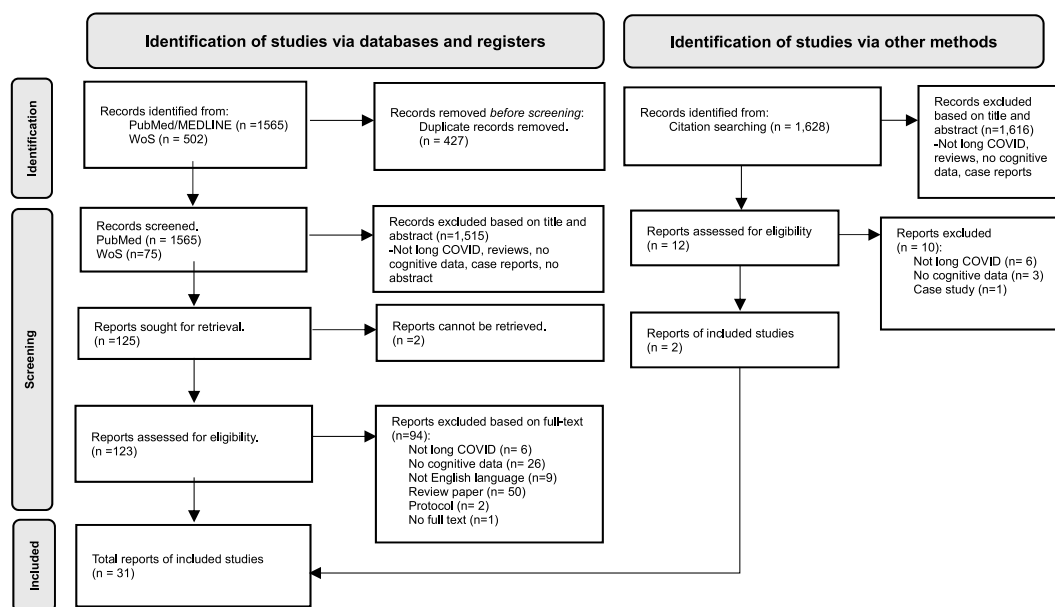 Identification of studies via databases and registers
Identification of studies via other methods
Identification
Records identified from:
PubMed/MEDLINE (n =1565)
WoS (n = 502)
Records removed before screening:
Duplicate records removed.
(n = 427)
Records identified from:
Citation searching (n = 1,628)
Records excluded
based on title and
abstract (n=1,616)
-Not long COVID,
reviews, no cognitive
data, case reports
Screening
Records screened.
PubMed (n = 1565)
WoS (n=75)
Records excluded based on title and
abstract (n=1,515)
-Not long COVID, reviews, no
cognitive data, case reports, no
abstract
Reports assessed for eligibility
(n = 12)
Reports excluded
(n = 10):
Not long COVID (n= 6)
No cognitive data (n= 3)
Case study (n=1)
Reports sought for retrieval.
(n =125)
Reports cannot be retrieved.
(n =2)
Reports of included studies
(n = 2)
Reports assessed for eligibility.
(n =123)
Reports excluded based on full-text
(n=94):
Not long COVID (n= 6)
No cognitive data (n= 26)
Not English language (n=9)
Review paper (n= 50)
Protocol (n= 2)
No full text (n=1)
Included
Total reports of included studies
(n = 31)